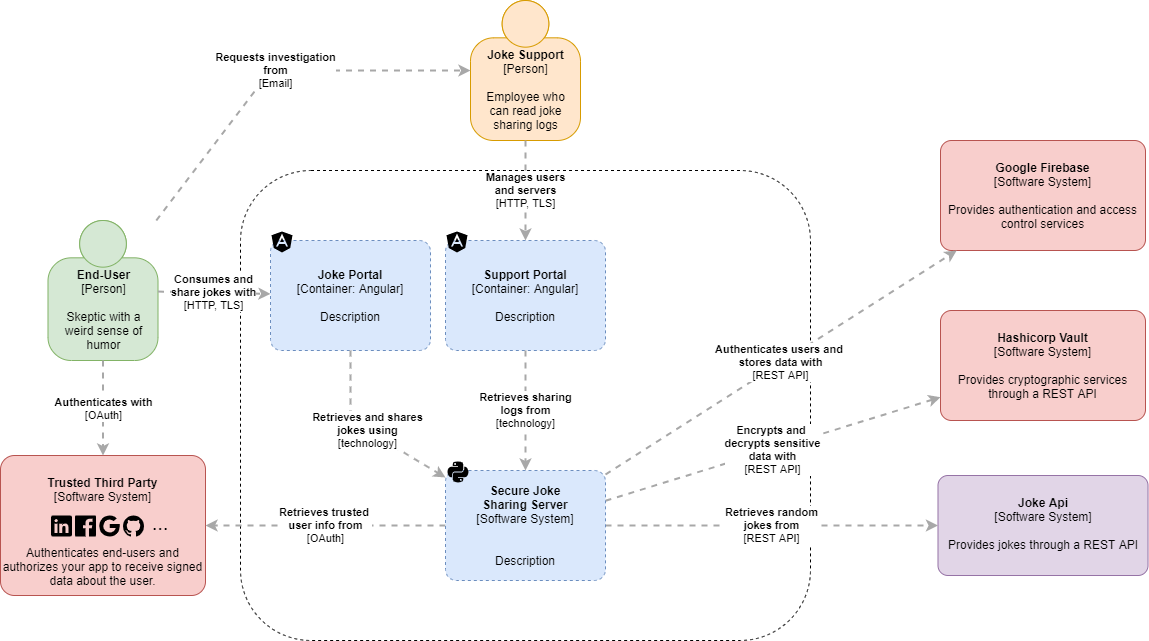 Joke Support
[Person]
Employee who
can read joke
sharing logs
Requests investigation
from
[Email]
Manages users
and servers
[HTTP, TLS]
End-User
[Person]
Skeptic with a
weird sense of
humor
Consumes and
share jokes with
[HTTP, TLS]
Joke Portal
[Container: Angular]
Description
Support Portal
[Container: Angular]
Description
Google Firebase
[Software System]
Provides authentication and access
control services
Hashicorp Vault
[Software System]
Provides cryptographic services
through a REST API
Authenticates users and
stores data with
[REST API]
Authenticates with
[OAuth]
Retrieves and shares
jokes using
[technology]
Retrieves sharing
logs from
[technology]
Encrypts and
decrypts sensitive
data with
[REST API]
Trusted Third Party
[Software System]
...
Authenticates end-users and
authorizes your app to receive signed
data about the user.
Retrieves trusted
user info from
[OAuth]
Secure Joke
Sharing Server
[Software System]
Description
Retrieves random
jokes from
[REST API]
Joke Api
[Software System]
Provides jokes through a REST API